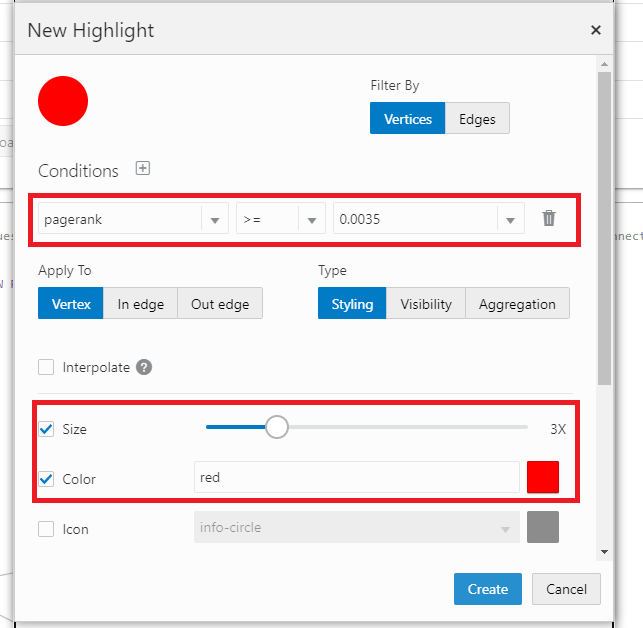 New Highlight ×
Filter By
Vertices Edges
Conditions
pagerank >= 0.0035
Apply To Type
Vertex In edge Out edge Styling Visibility Aggregation
Interpolate ?
Size 3X
Color red
Icon info-circle
Create Cancel